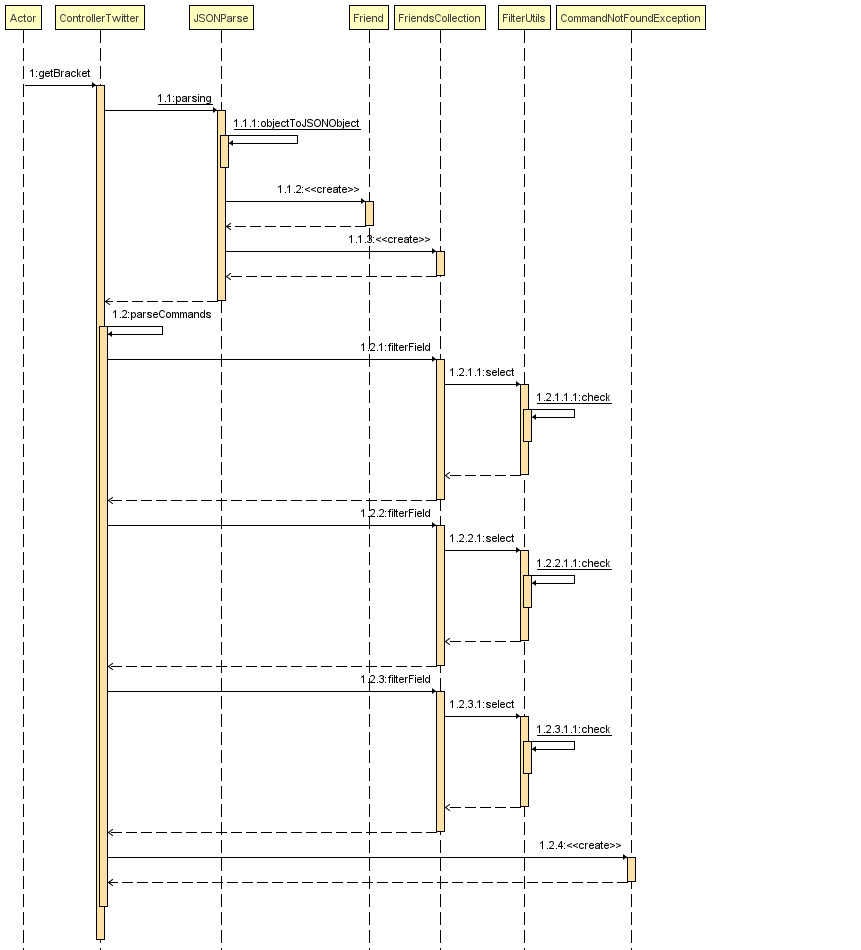 Actor ControllerTwitter JSONParse Friend FriendsCollection FilterUtils CommandNotFoundException
1:getBracket
1.1:parsing
1.1.1:objectToJSONObject
1.1.2:<<create>>
1.1.3:<<create>>
1.2:parseCommands
1.2.1:filterField
1.2.1.1:select
1.2.1.1.1:check
1.2.2:filterField
1.2.2.1:select
1.2.2.1.1:check
1.2.3:filterField
1.2.3.1:select
1.2.3.1.1:check
1.2.4:<<create>>